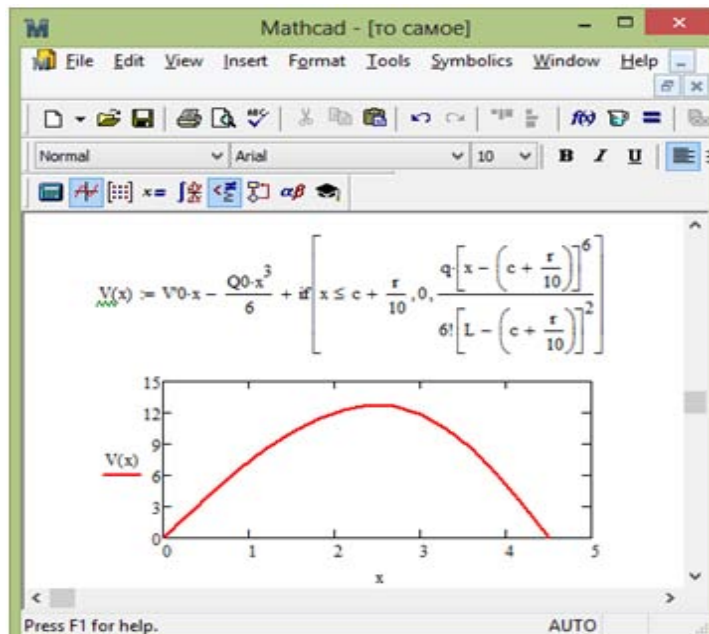 Mathcad - [то самое]
File Edit View Insert Format Tools Symbolics Window Help
Normal Arial 10 B I U
V(x) := V'0·x − Q0·x³/6 + if[x ≤ c + r/10, 0, q·[x − (c + r/10)]⁶ / 6!·[L − (c + r/10)]²]
15
12
9
V(x)
6
3
0
0 1 2 3 4 5
x
Press F1 for help. AUTO